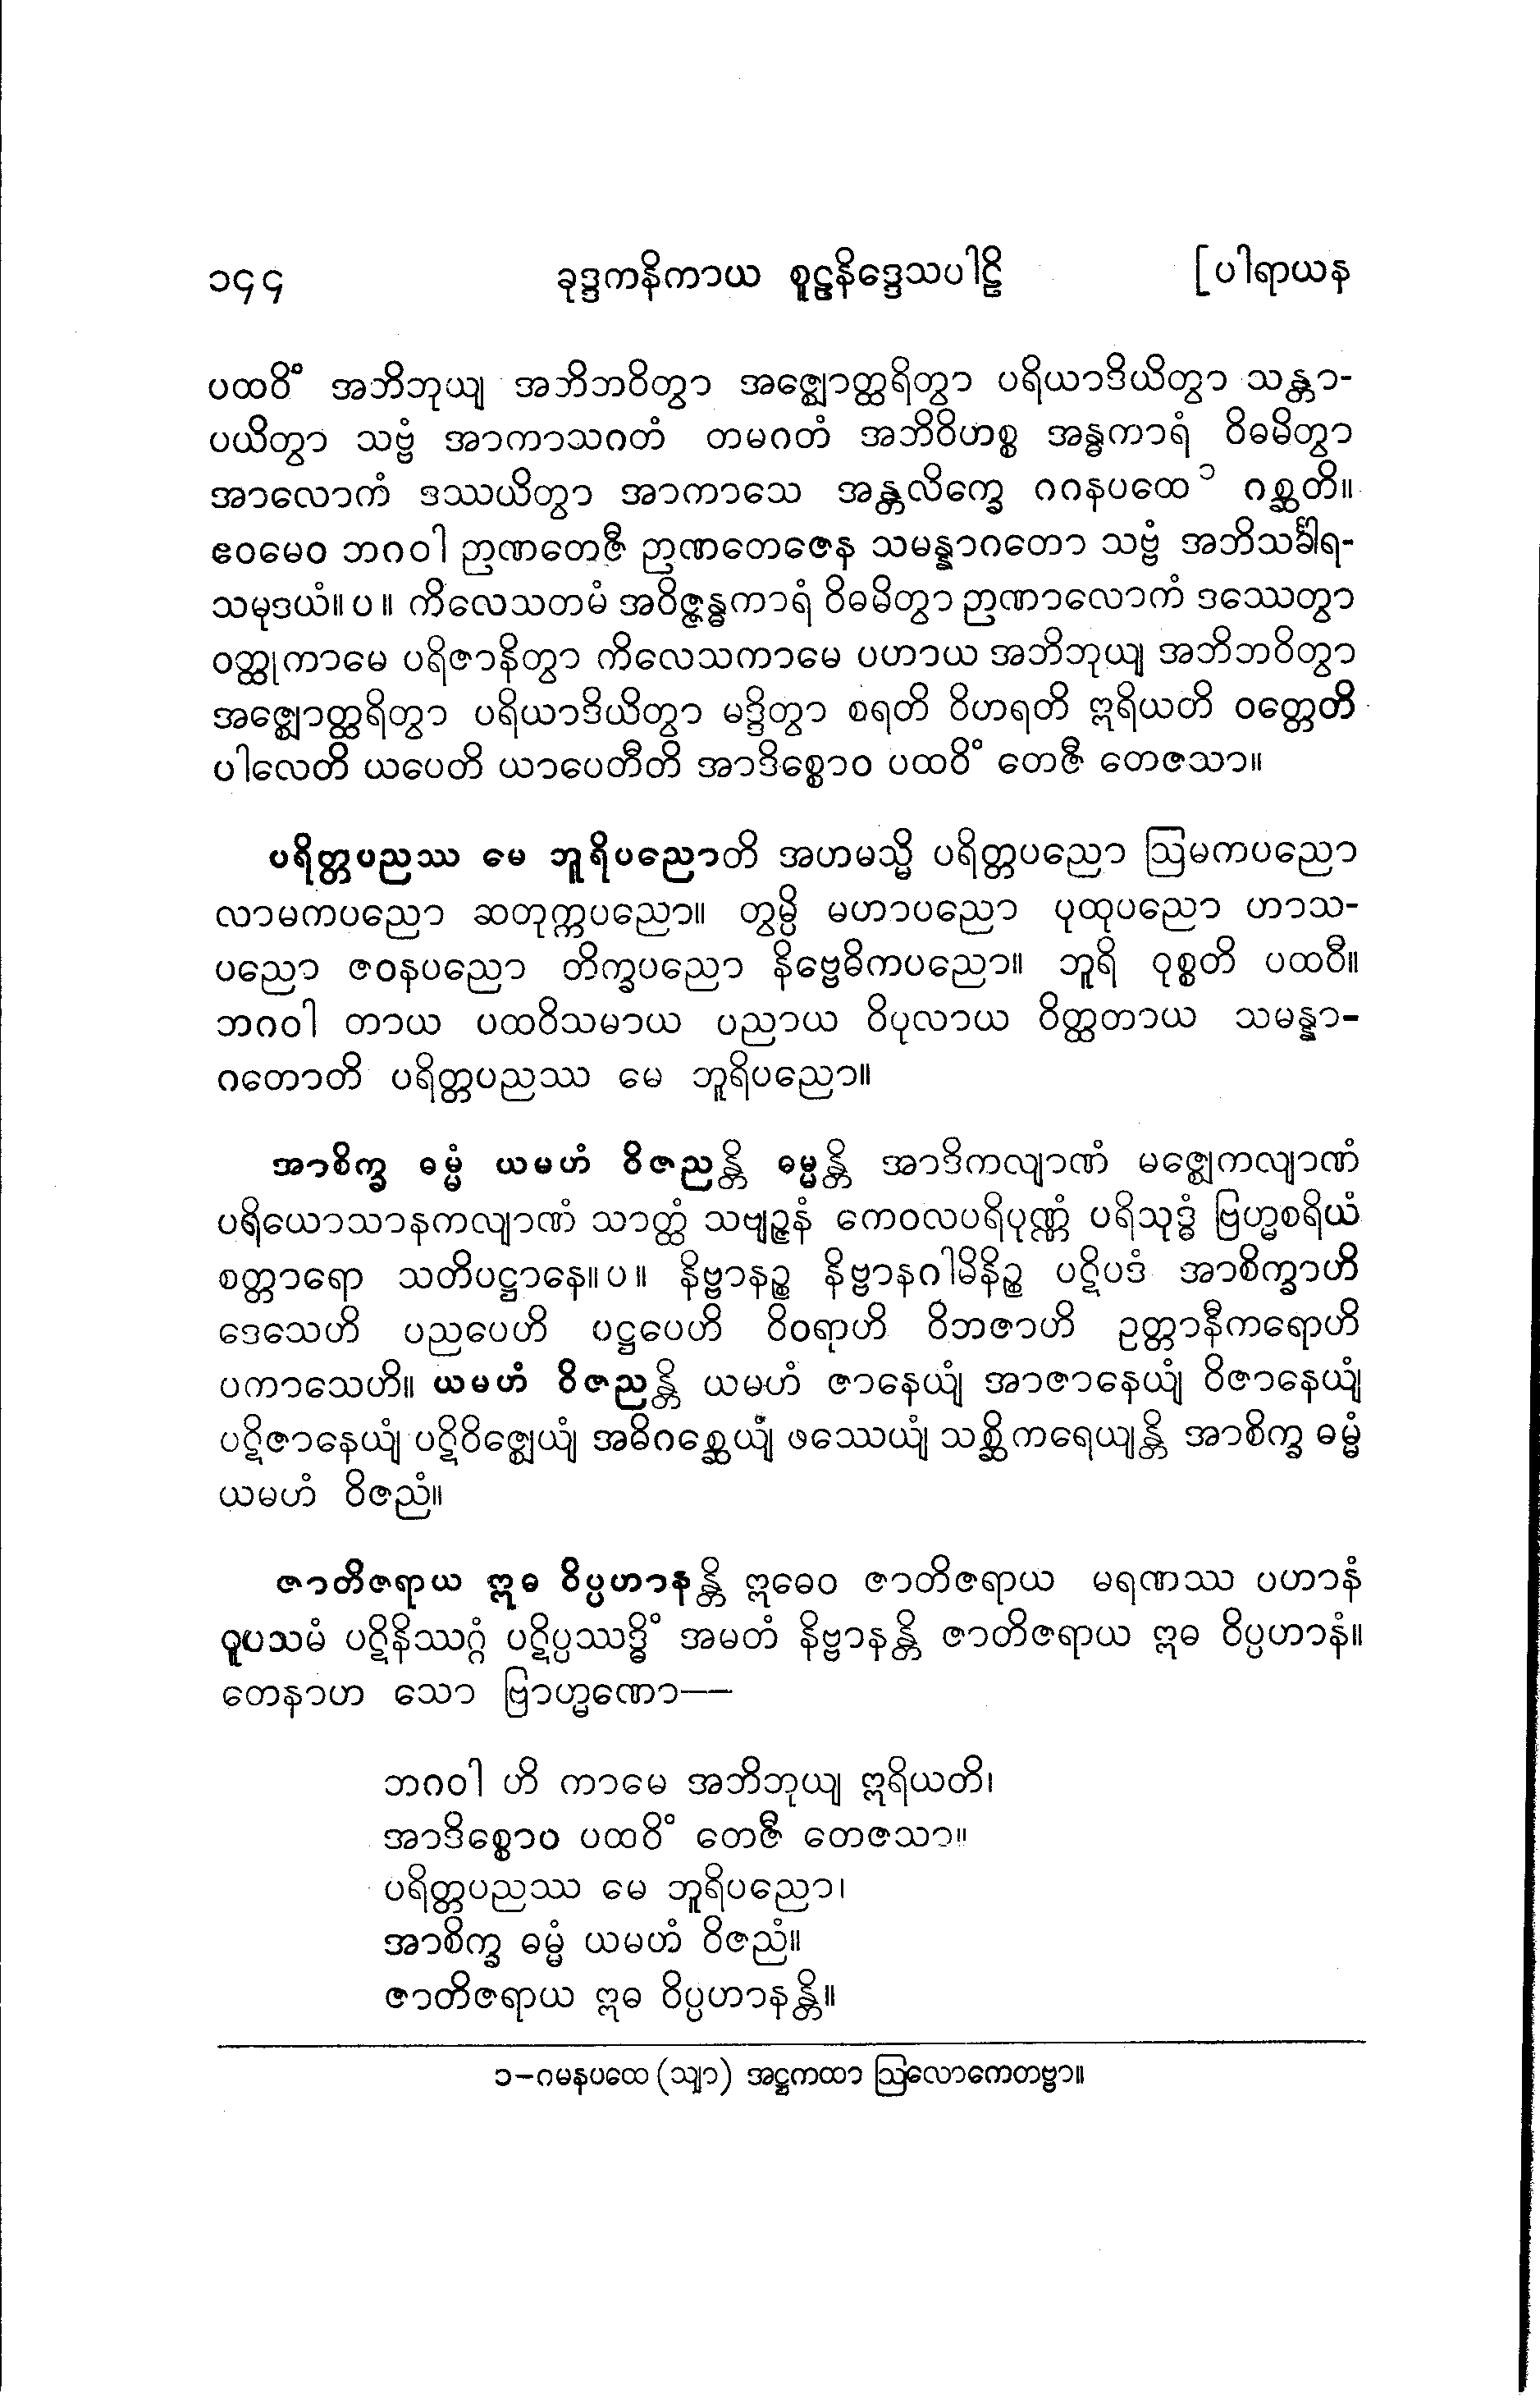 ၁၄၄ ခုဒ္ဒကနိကာယ စူဠနိဒ္ဒေသပါဠိ [ပါရာယန
ပထဝိံ အဘိဘုယျ အဘိဘဝိတွာ အဇ္ဈောတ္ထရိတွာ ပရိယာဒိယိတွာ သန္တာ-
ပယိတွာ သဗ္ဗံ အာကာသဂတံ တမဂတံ အဘိဝိဟစ္စ အန္ဓကာရံ ဝိဓမိတွာ
အာလောကံ ဒဿယိတွာ အာကာသေ အန္တလိက္ခေ ဂဂနပထေ ၁ ဂစ္ဆတိ။
ဧဝမေဝ ဘဂဝါ ဉာဏတေဇီ ဉာဏတေဇေန သမန္နာဂတော သဗ္ဗံ အဘိသင်္ခါရ-
သမုဒယံ။ပ။ ကိလေသတမံ အဝိဇ္ဇန္ဓကာရံ ဝိဓမိတွာ ဉာဏာလောကံ ဒဿေတွာ
ဝတ္ထုကာမေ ပရိဇာနိတွာ ကိလေသကာမေ ပဟာယ အဘိဘုယျ အဘိဘဝိတွာ
အဇ္ဈောတ္ထရိတွာ ပရိယာဒိယိတွာ မဒ္ဒိတွာ စရတိ ဝိဟရတိ ဣရိယတိ ဝတ္တေတိ
ပါလေတိ ယပေတိ ယာပေတီတိ အာဒိစ္စောဝ ပထဝိံ တေဇီ တေဇသာ။
ပရိတ္တပညဿ မေ ဘူရိပညောတိ အဟမသ္မိ ပရိတ္တပညော ဩမကပညော
လာမကပညော ဆတုက္ကပညော။ တွမ္ပိ မဟာပညော ပုထုပညော ဟာသ-
ပညော ဇဝနပညော တိက္ခပညော နိဗ္ဗေဓိကပညော။ ဘူရိ ဝုစ္စတိ ပထဝီ။
ဘဂဝါ တာယ ပထဝိသမာယ ပညာယ ဝိပုလာယ ဝိတ္ထတာယ သမန္နာ-
ဂတောတိ ပရိတ္တပညဿ မေ ဘူရိပညော။
အာစိက္ခ ဓမ္မံ ယမဟံ ဝိဇညန္တိ ဓမ္မန္တိ အာဒိကလျာဏံ မဇ္ဈေကလျာဏံ
ပရိယောသာနကလျာဏံ သာတ္ထံ သဗျဉ္ဇနံ ကေဝလပရိပုဏ္ဏံ ပရိသုဒ္ဓံ ဗြဟ္မစရိယံ
စတ္တာရော သတိပဋ္ဌာနေ။ပ။ နိဗ္ဗာနဉ္စ နိဗ္ဗာနဂါမိနိဉ္စ ပဋိပဒံ အာစိက္ခာဟိ
ဒေသေဟိ ပညပေဟိ ပဋ္ဌပေဟိ ဝိဝရာဟိ ဝိဘဇာဟိ ဥတ္တာနီကရောဟိ
ပကာသေဟိ။ ယမဟံ ဝိဇညန္တိ ယမဟံ ဇာနေယျံ အာဇာနေယျံ ဝိဇာနေယျံ
ပဋိဇာနေယျံ ပဋိဝိဇ္ဈေယျံ အဓိဂစ္ဆေယျံ ဖဿေယျံ သစ္ဆိကရေယျန္တိ အာစိက္ခ ဓမ္မံ
ယမဟံ ဝိဇညံ။
ဇာတိဇရာယ ဣဓ ဝိပ္ပဟာနန္တိ ဣဓေဝ ဇာတိဇရာယ မရဏဿ ပဟာနံ
ဝူပသမံ ပဋိနိဿဂ္ဂံ ပဋိပ္ပဿဒ္ဓိံ အမတံ နိဗ္ဗာနန္တိ ဇာတိဇရာယ ဣဓ ဝိပ္ပဟာနံ။
တေနာဟ သော ဗြာဟ္မဏော——
ဘဂဝါ ဟိ ကာမေ အဘိဘုယျ ဣရိယတိ၊
အာဒိစ္စောဝ ပထဝိံ တေဇီ တေဇသာ။
ပရိတ္တပညဿ မေ ဘူရိပညော၊
အာစိက္ခ ဓမ္မံ ယမဟံ ဝိဇညံ။
ဇာတိဇရာယ ဣဓ ဝိပ္ပဟာနန္တိ။
၁–ဂမနပထေ (သျာ) အဋ္ဌကထာ ဩလောကေတဗ္ဗာ။